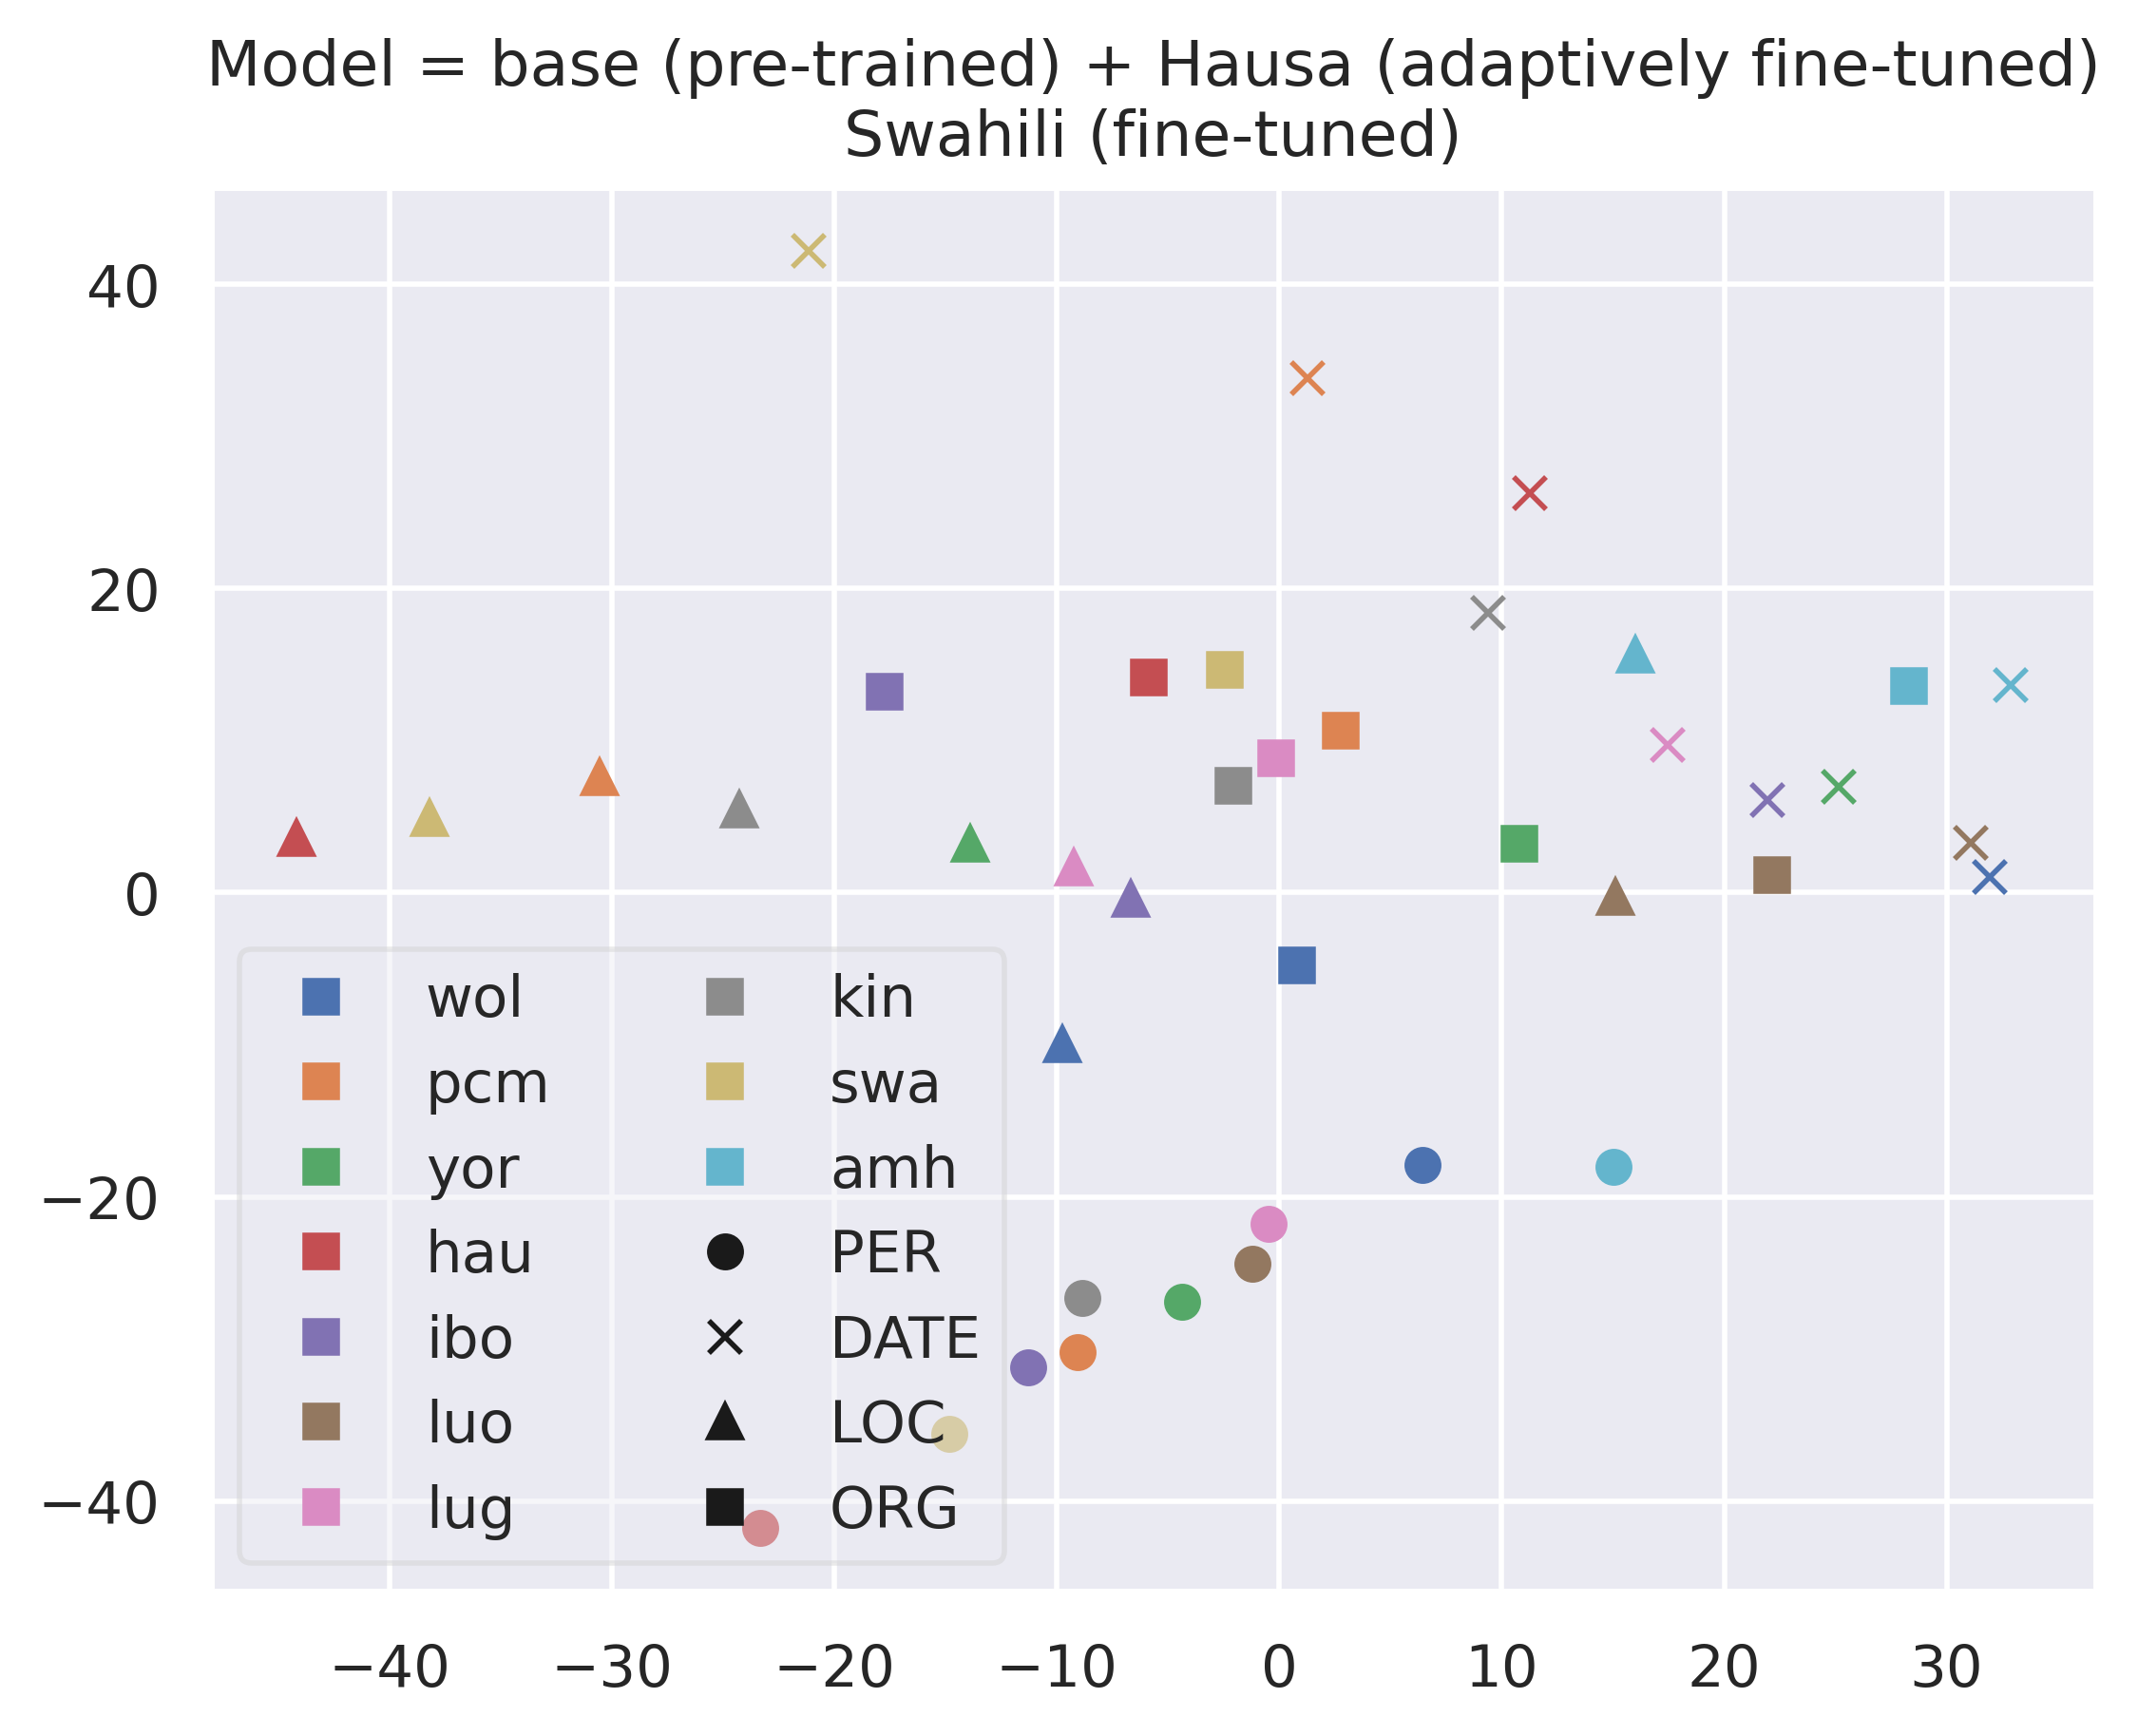 Model = base (pre-trained) + Hausa (adaptively fine-tuned)
Swahili (fine-tuned)
40
20
0
−20
−40
wol
pcm
yor
hau
ibo
luo
lug
kin
swa
amh
PER
DATE
LOC
ORG
−40 −30 −20 −10 0 10 20 30